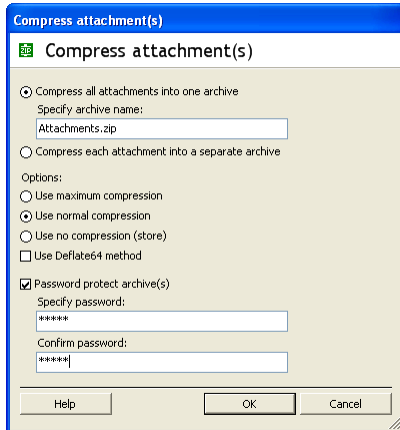 Compress attachment(s)
ZIP Compress attachment(s)
Compress all attachments into one archive
Specify archive name:
Attachments.zip
Compress each attachment into a separate archive
Options:
Use maximum compression
Use normal compression
Use no compression (store)
Use Deflate64 method
Password protect archive(s)
Specify password:
*****
Confirm password:
*****
Help OK Cancel